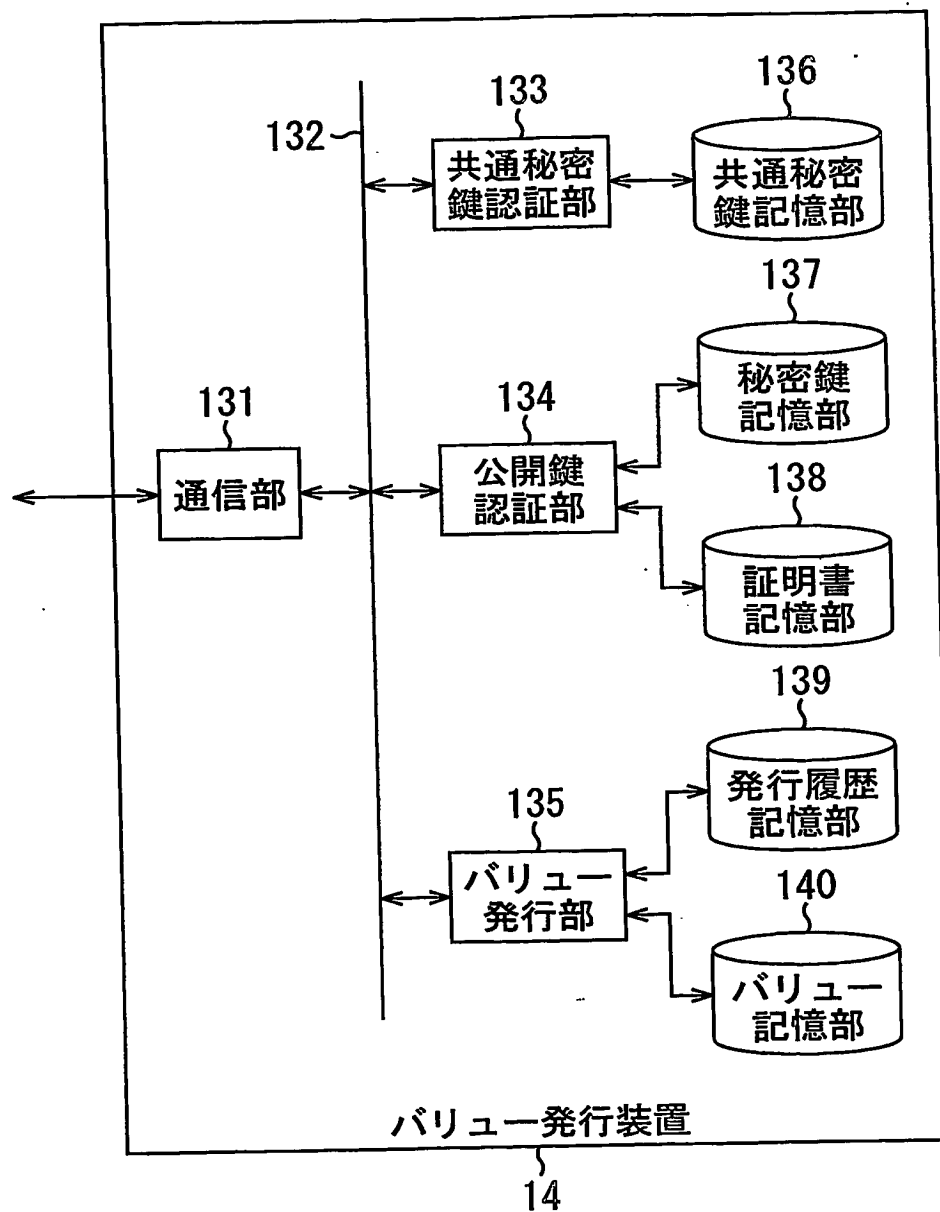 136
133
132
共通秘密
鍵認証部
共通秘密
鍵記憶部
137
秘密鍵
記憶部
131
134
通信部
公開鍵
認証部
138
証明書
記憶部
139
発行履歴
記憶部
135
バリュー
発行部
140
バリュー
記憶部
バリュー発行装置
14